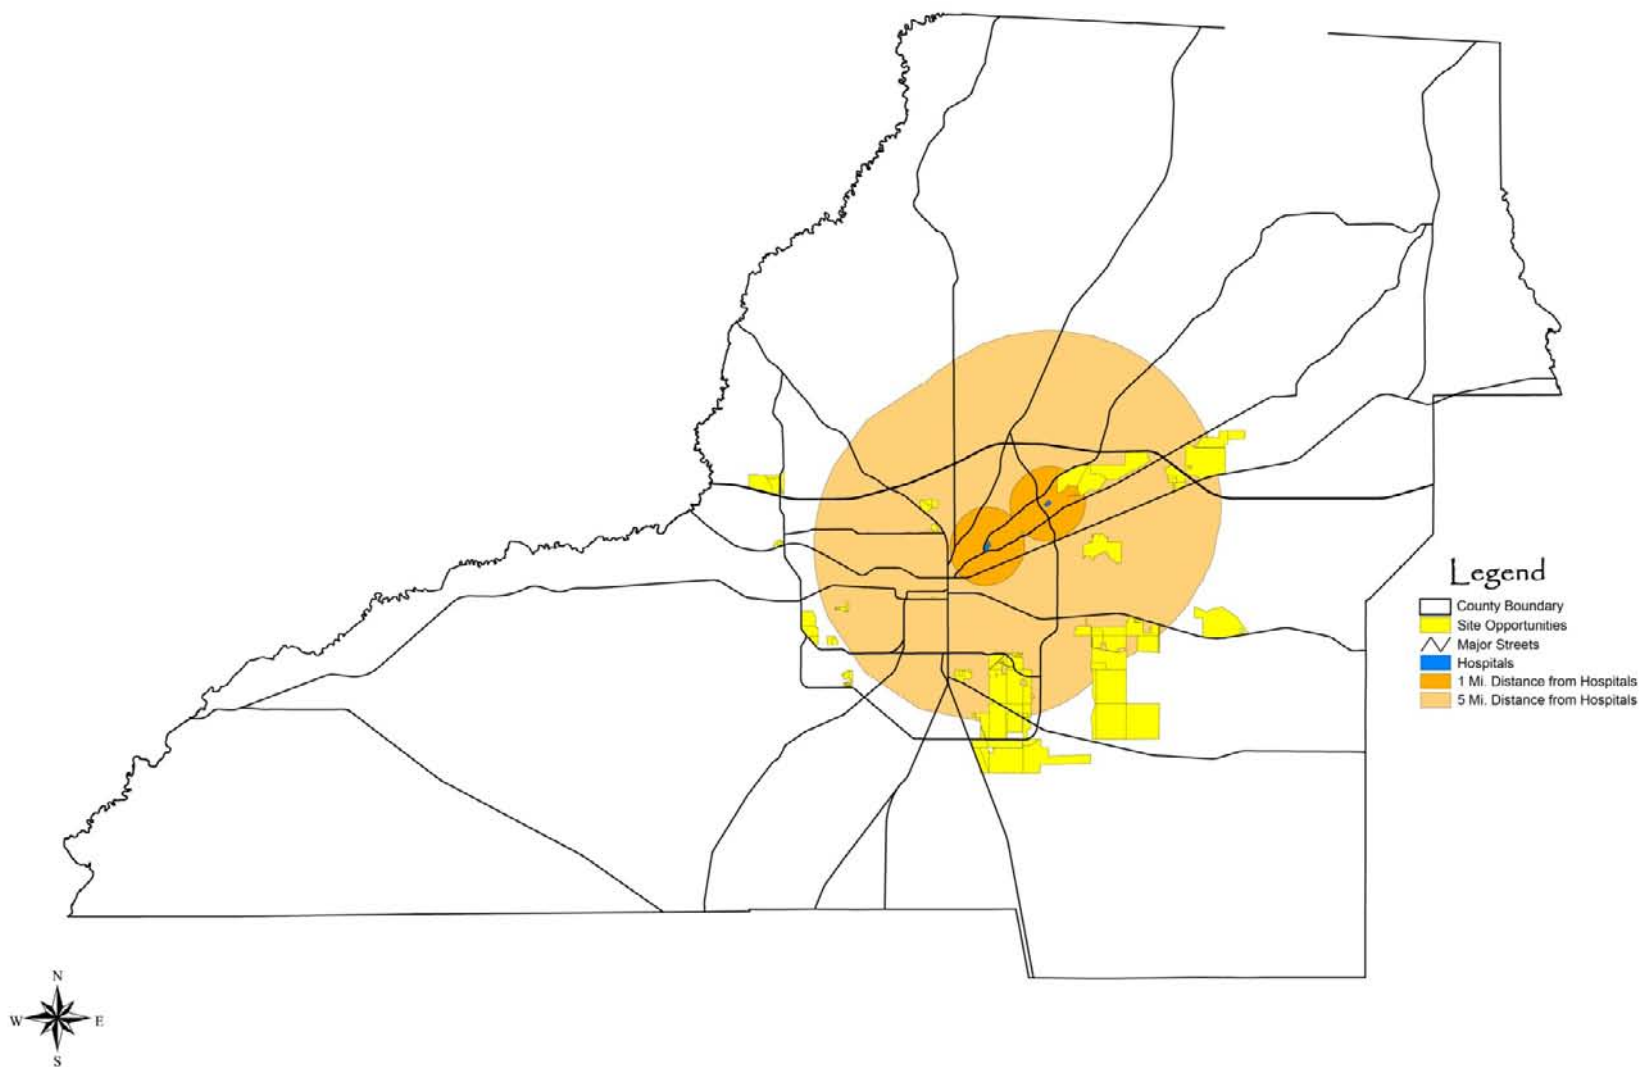 Legend
County Boundary
Site Opportunities
Major Streets
Hospitals
1 Mi. Distance from Hospitals
5 Mi. Distance from Hospitals
N
W E
S